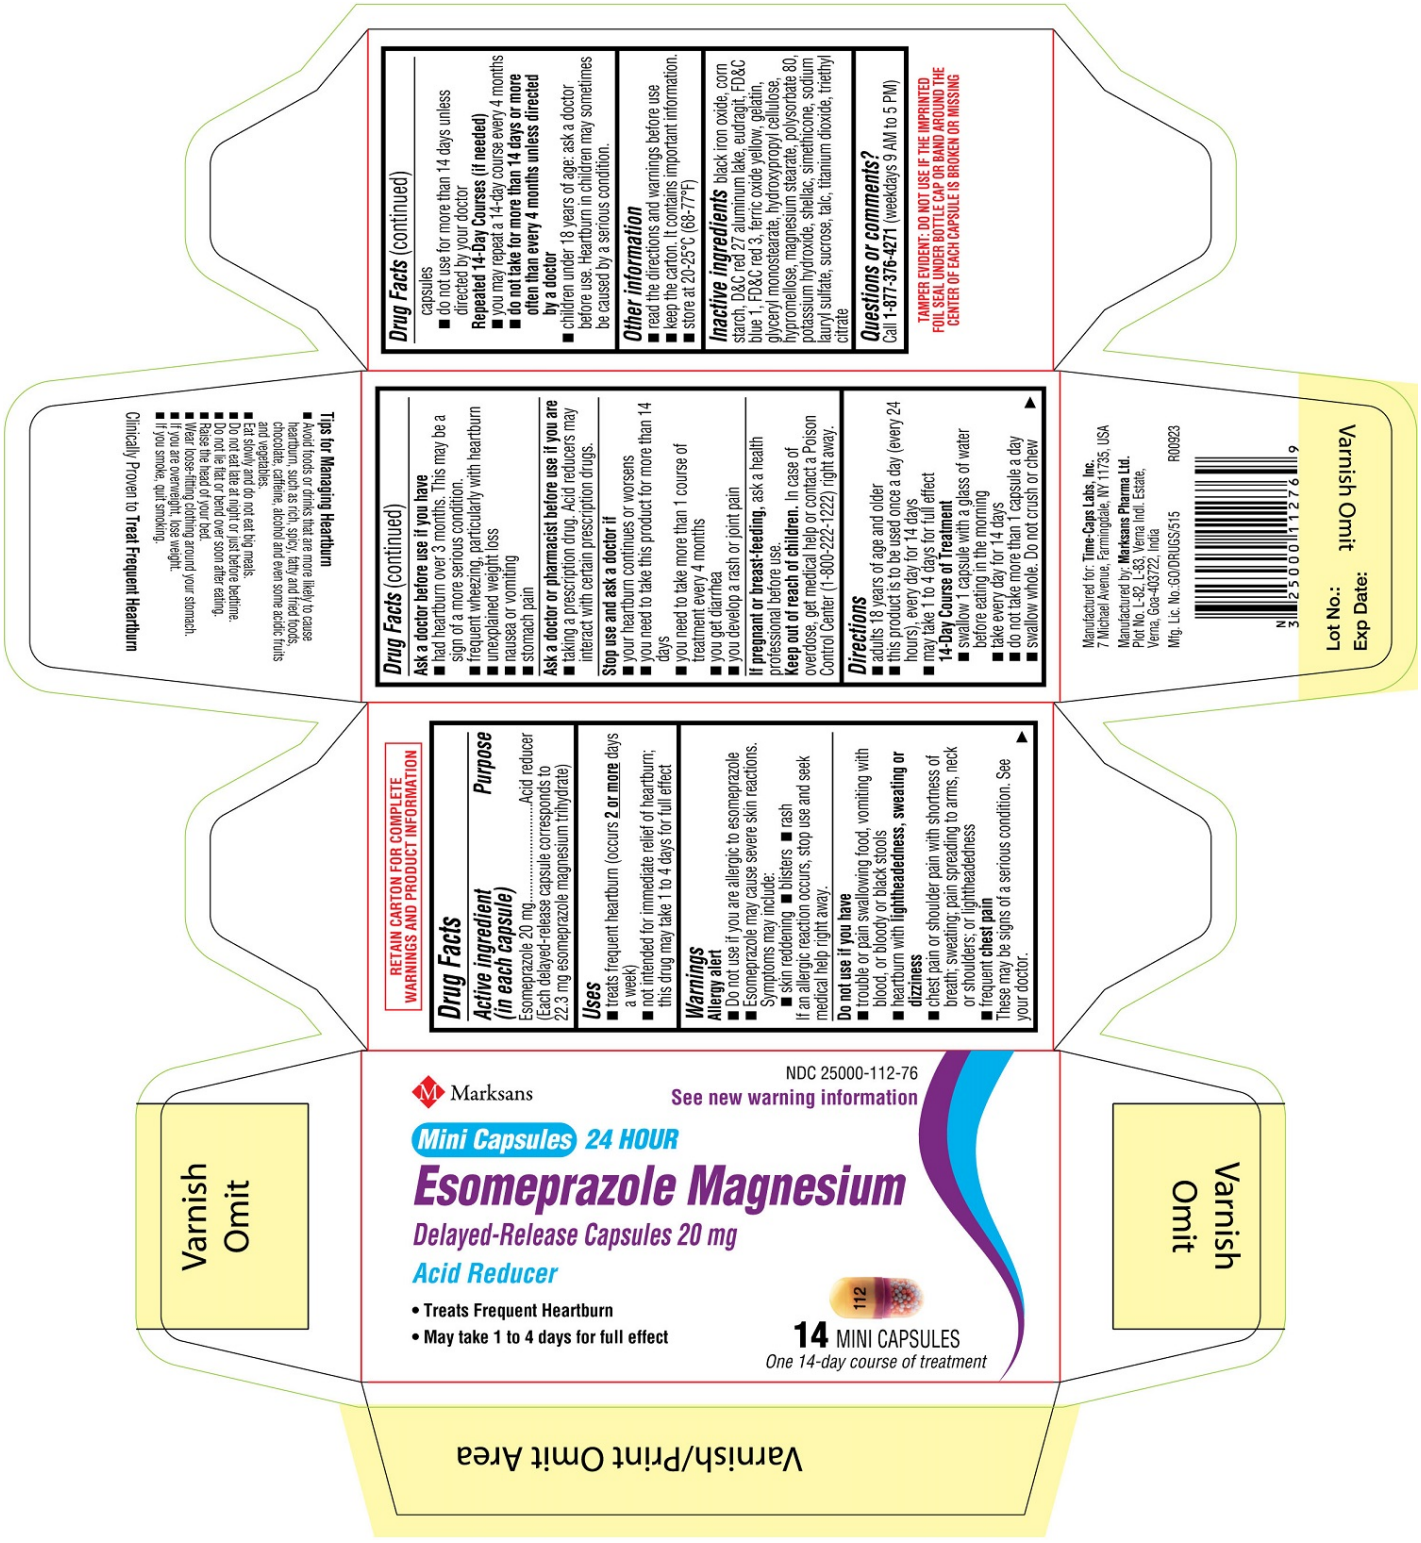 Marksans
NDC 25000-112-76
See new warning information
Mini Capsules 24 HOUR
Esomeprazole Magnesium
Delayed-Release Capsules 20 mg
Acid Reducer
• Treats Frequent Heartburn
• May take 1 to 4 days for full effect
112
14 MINI CAPSULES
One 14-day course of treatment
Varnish
Omit
Varnish
Omit
Varnish/Print Omit Area
RETAIN CARTON FOR COMPLETE
WARNINGS AND PRODUCT INFORMATION
Drug Facts
Active ingredient Purpose
(in each capsule)
Esomeprazole 20 mg..............................Acid reducer
(Each delayed-release capsule corresponds to
22.3 mg esomeprazole magnesium trihydrate)
Uses
■ treats frequent heartburn (occurs 2 or more days
a week)
■ not intended for immediate relief of heartburn;
this drug may take 1 to 4 days for full effect
Warnings
Allergy alert
■ Do not use if you are allergic to esomeprazole
■ Esomeprazole may cause severe skin reactions.
Symptoms may include:
■ skin reddening ■ blisters ■ rash
If an allergic reaction occurs, stop use and seek
medical help right away.
Do not use if you have
■ trouble or pain swallowing food, vomiting with
blood, or bloody or black stools
■ heartburn with lightheadedness, sweating or
dizziness
■ chest pain or shoulder pain with shortness of
breath; sweating; pain spreading to arms, neck
or shoulders; or lightheadedness
■ frequent chest pain
These may be signs of a serious condition. See
your doctor.
Drug Facts (continued)
Ask a doctor before use if you have
■ had heartburn over 3 months. This may be a
sign of a more serious condition.
■ frequent wheezing, particularly with heartburn
■ unexplained weight loss
■ nausea or vomiting
■ stomach pain
Ask a doctor or pharmacist before use if you are
■ taking a prescription drug. Acid reducers may
interact with certain prescription drugs.
Stop use and ask a doctor if
■ your heartburn continues or worsens
■ you need to take this product for more than 14
days
■ you need to take more than 1 course of
treatment every 4 months
■ you get diarrhea
■ you develop a rash or joint pain
If pregnant or breast-feeding, ask a health
professional before use.
Keep out of reach of children. In case of
overdose, get medical help or contact a Poison
Control Center (1-800-222-1222) right away.
Directions
■ adults 18 years of age and older
■ this product is to be used once a day (every 24
hours), every day for 14 days
■ may take 1 to 4 days for full effect
14-Day Course of Treatment
■ swallow 1 capsule with a glass of water
before eating in the morning
■ take every day for 14 days
■ do not take more than 1 capsule a day
■ swallow whole. Do not crush or chew
Drug Facts (continued)
capsules
■ do not use for more than 14 days unless
directed by your doctor
Repeated 14-Day Courses (if needed)
■ you may repeat a 14-day course every 4 months
■ do not take for more than 14 days or more
often than every 4 months unless directed
by a doctor
■ children under 18 years of age: ask a doctor
before use. Heartburn in children may sometimes
be caused by a serious condition.
Other information
■ read the directions and warnings before use
■ keep the carton. It contains important information.
■ store at 20-25°C (68-77°F)
Inactive ingredients black iron oxide, corn
starch, D&C red 27 aluminum lake, eudragit, FD&C
blue 1, FD&C red 3, ferric oxide yellow, gelatin,
glyceryl monostearate, hydroxypropyl cellulose,
hypromellose, magnesium stearate, polysorbate 80,
potassium hydroxide, shellac, simethicone, sodium
lauryl sulfate, sucrose, talc, titanium dioxide, triethyl
citrate
Questions or comments?
Call 1-877-376-4271 (weekdays 9 AM to 5 PM)
TAMPER EVIDENT: DO NOT USE IF THE IMPRINTED
FOIL SEAL UNDER BOTTLE CAP OR BAND AROUND THE
CENTER OF EACH CAPSULE IS BROKEN OR MISSING
Tips for Managing Heartburn
■ Avoid foods or drinks that are more likely to cause
heartburn, such as rich, spicy, fatty and fried foods,
chocolate, caffeine, alcohol and even some acidic fruits
and vegetables.
■ Eat slowly and do not eat big meals.
■ Do not eat late at night or just before bedtime.
■ Do not lie flat or bend over soon after eating.
■ Raise the head of your bed.
■ Wear loose-fitting clothing around your stomach.
■ If you are overweight, lose weight.
■ If you smoke, quit smoking.
Clinically Proven to Treat Frequent Heartburn
Manufactured for: Time-Caps Labs, Inc.
7 Michael Avenue, Farmingdale, NY 11735, USA
Manufactured by: Marksans Pharma Ltd.
Plot No. L-82, L-83, Verna Indl. Estate,
Verna, Goa-403722, India
Mfg. Lic. No.:GO/DRUGS/515 R00923
N
3 25000 11276 9
Varnish Omit
Lot No.:
Exp Date: